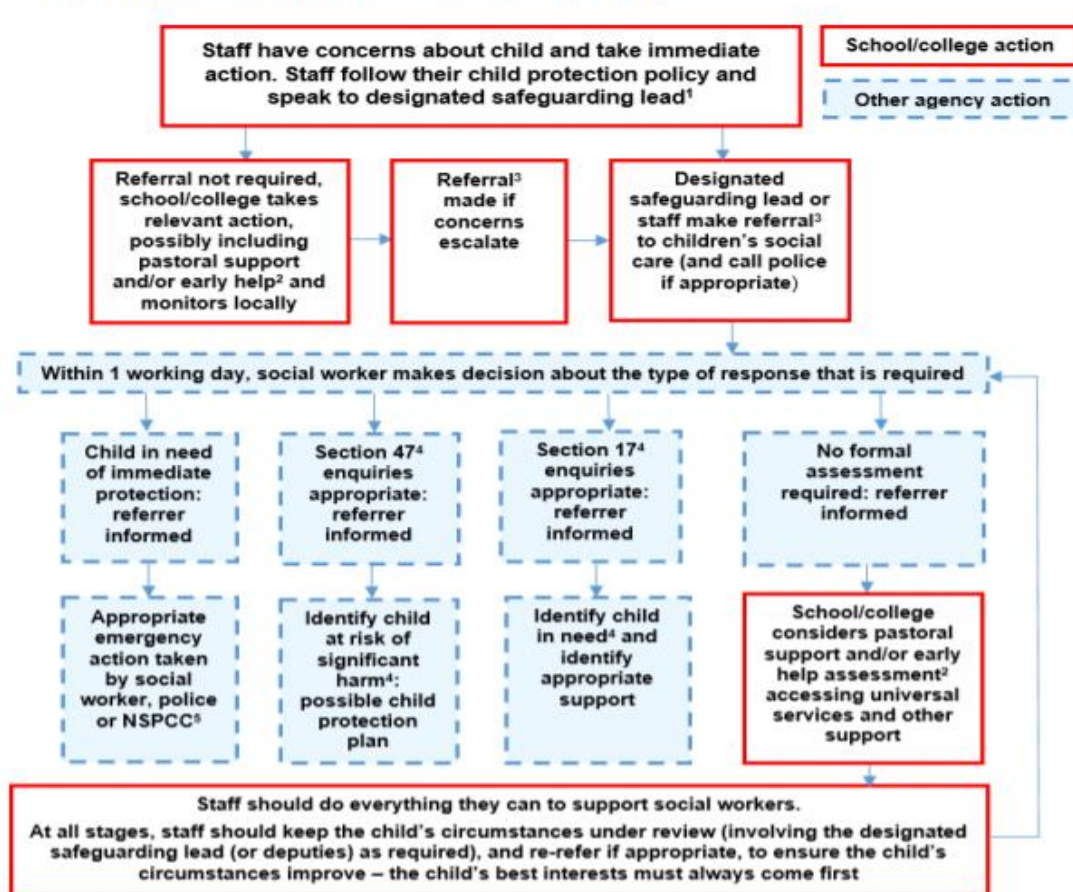 Staff have concerns about child and take immediate
action. Staff follow their child protection policy and
speak to designated safeguarding lead¹
School/college action
Other agency action
Referral not required,
school/college takes
relevant action,
possibly including
pastoral support
and/or early help² and
monitors locally
Referral³
made if
concerns
escalate
Designated
safeguarding lead or
staff make referral³
to children's social
care (and call police
if appropriate)
Within 1 working day, social worker makes decision about the type of response that is required
Child in need
of immediate
protection:
referrer
informed
Section 47⁴
enquiries
appropriate:
referrer
informed
Section 17⁴
enquiries
appropriate:
referrer
informed
No formal
assessment
required: referrer
informed
Appropriate
emergency
action taken
by social
worker, police
or NSPCC⁵
Identify child
at risk of
significant
harm⁴:
possible child
protection
plan
Identify child
in need⁴ and
identify
appropriate
support
School/college
considers pastoral
support and/or early
help assessment²
accessing universal
services and other
support
Staff should do everything they can to support social workers.
At all stages, staff should keep the child's circumstances under review (involving the designated
safeguarding lead (or deputies) as required), and re-refer if appropriate, to ensure the child's
circumstances improve – the child's best interests must always come first